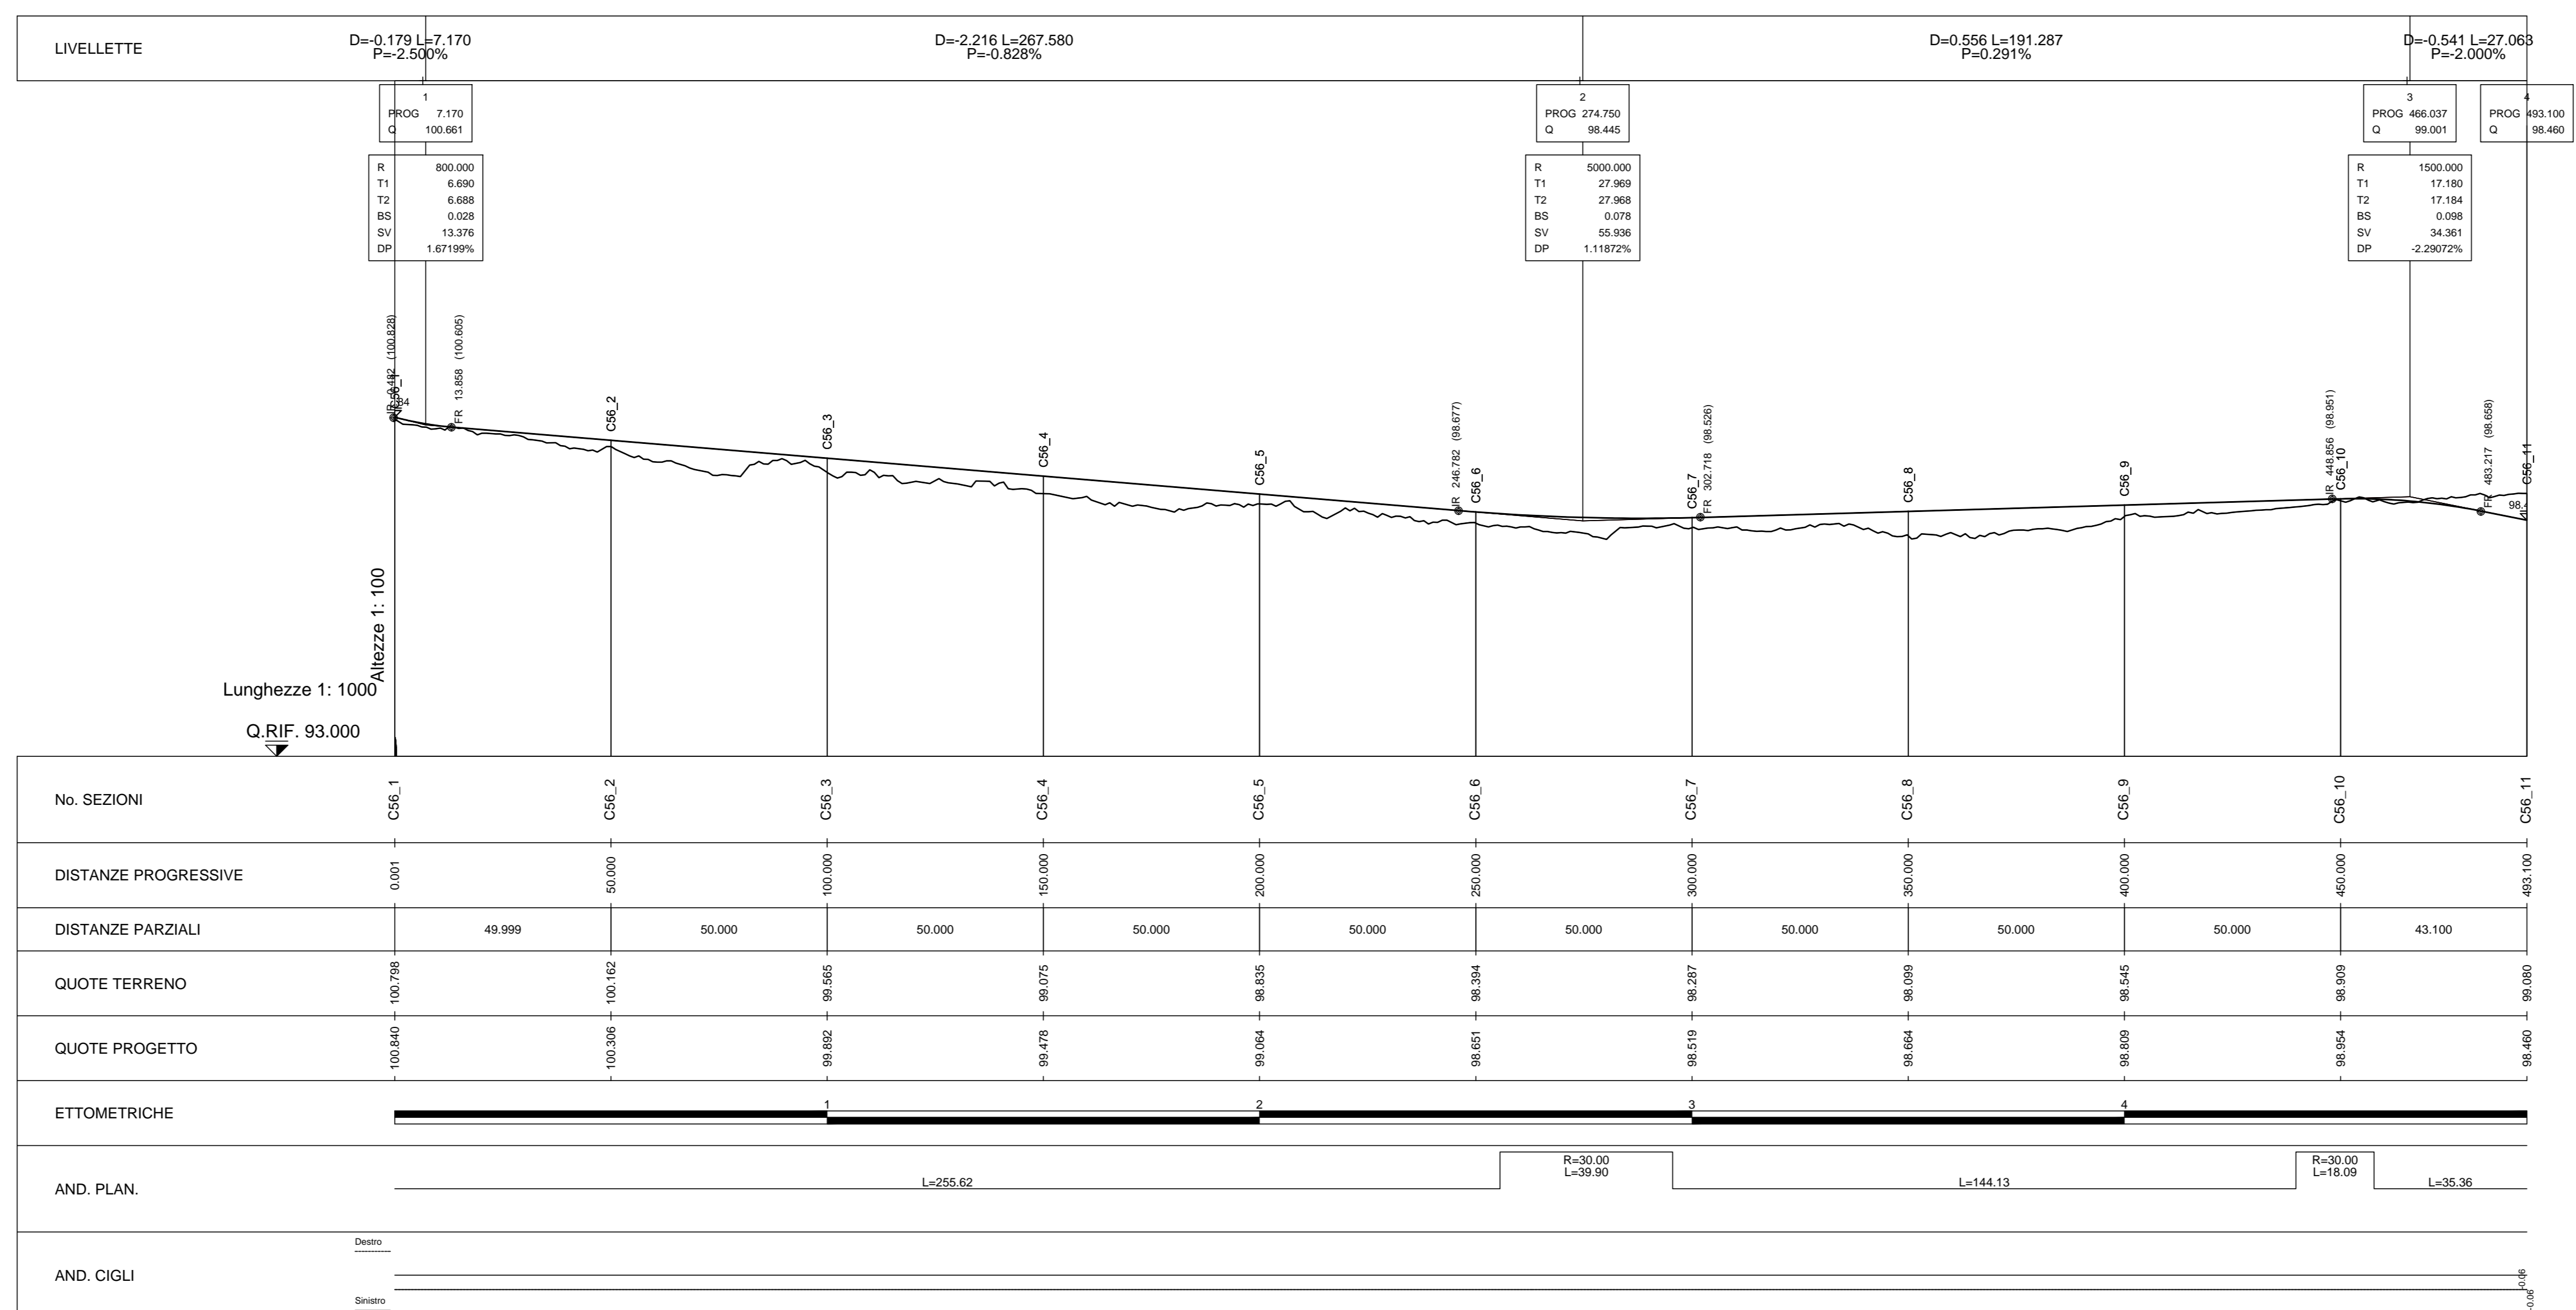 LIVELLETTE
D=-0.179 L=7.170
P=-2.500%
D=-2.216 L=267.580
P=-0.828%
D=0.556 L=191.287
P=0.291%
D=-0.541 L=27.063
P=-2.000%
1
PROG 7.170
Q 100.661
2
PROG 274.750
Q 98.445
3
PROG 466.037
Q 99.001
4
PROG 493.100
Q 98.460
R 800.000
T1 6.690
T2 6.688
BS 0.028
SV 13.376
DP 1.67199%
R 5000.000
T1 27.969
T2 27.968
BS 0.078
SV 55.936
DP 1.11872%
R 1500.000
T1 17.180
T2 17.184
BS 0.098
SV 34.361
DP -2.29072%
IR 0.482 (100.828)
C56_1
FR 13.858 (100.605)
C56_2
C56_3
C56_4
C56_5
IR 246.782 (98.677)
C56_6
C56_7
FR 302.718 (98.526)
C56_8
C56_9
IR 448.856 (98.951)
C56_10
FR 483.217 (98.658)
C56_11
Altezze 1: 100
Lunghezze 1: 1000
Q.RIF. 93.000
No. SEZIONI
C56_1 C56_2 C56_3 C56_4 C56_5 C56_6 C56_7 C56_8 C56_9 C56_10 C56_11
DISTANZE PROGRESSIVE
0.001 50.000 100.000 150.000 200.000 250.000 300.000 350.000 400.000 450.000 493.100
DISTANZE PARZIALI
49.999 50.000 50.000 50.000 50.000 50.000 50.000 50.000 50.000 43.100
QUOTE TERRENO
100.798 100.162 99.565 99.075 98.835 98.394 98.287 98.099 98.545 98.909 99.080
QUOTE PROGETTO
100.840 100.306 99.892 99.478 99.064 98.651 98.519 98.664 98.809 98.954 98.460
ETTOMETRICHE
1 2 3 4
AND. PLAN.
L=255.62
R=30.00
L=39.90
L=144.13
R=30.00
L=18.09
L=35.36
AND. CIGLI
Destro
Sinistro
-0.06
-0.06